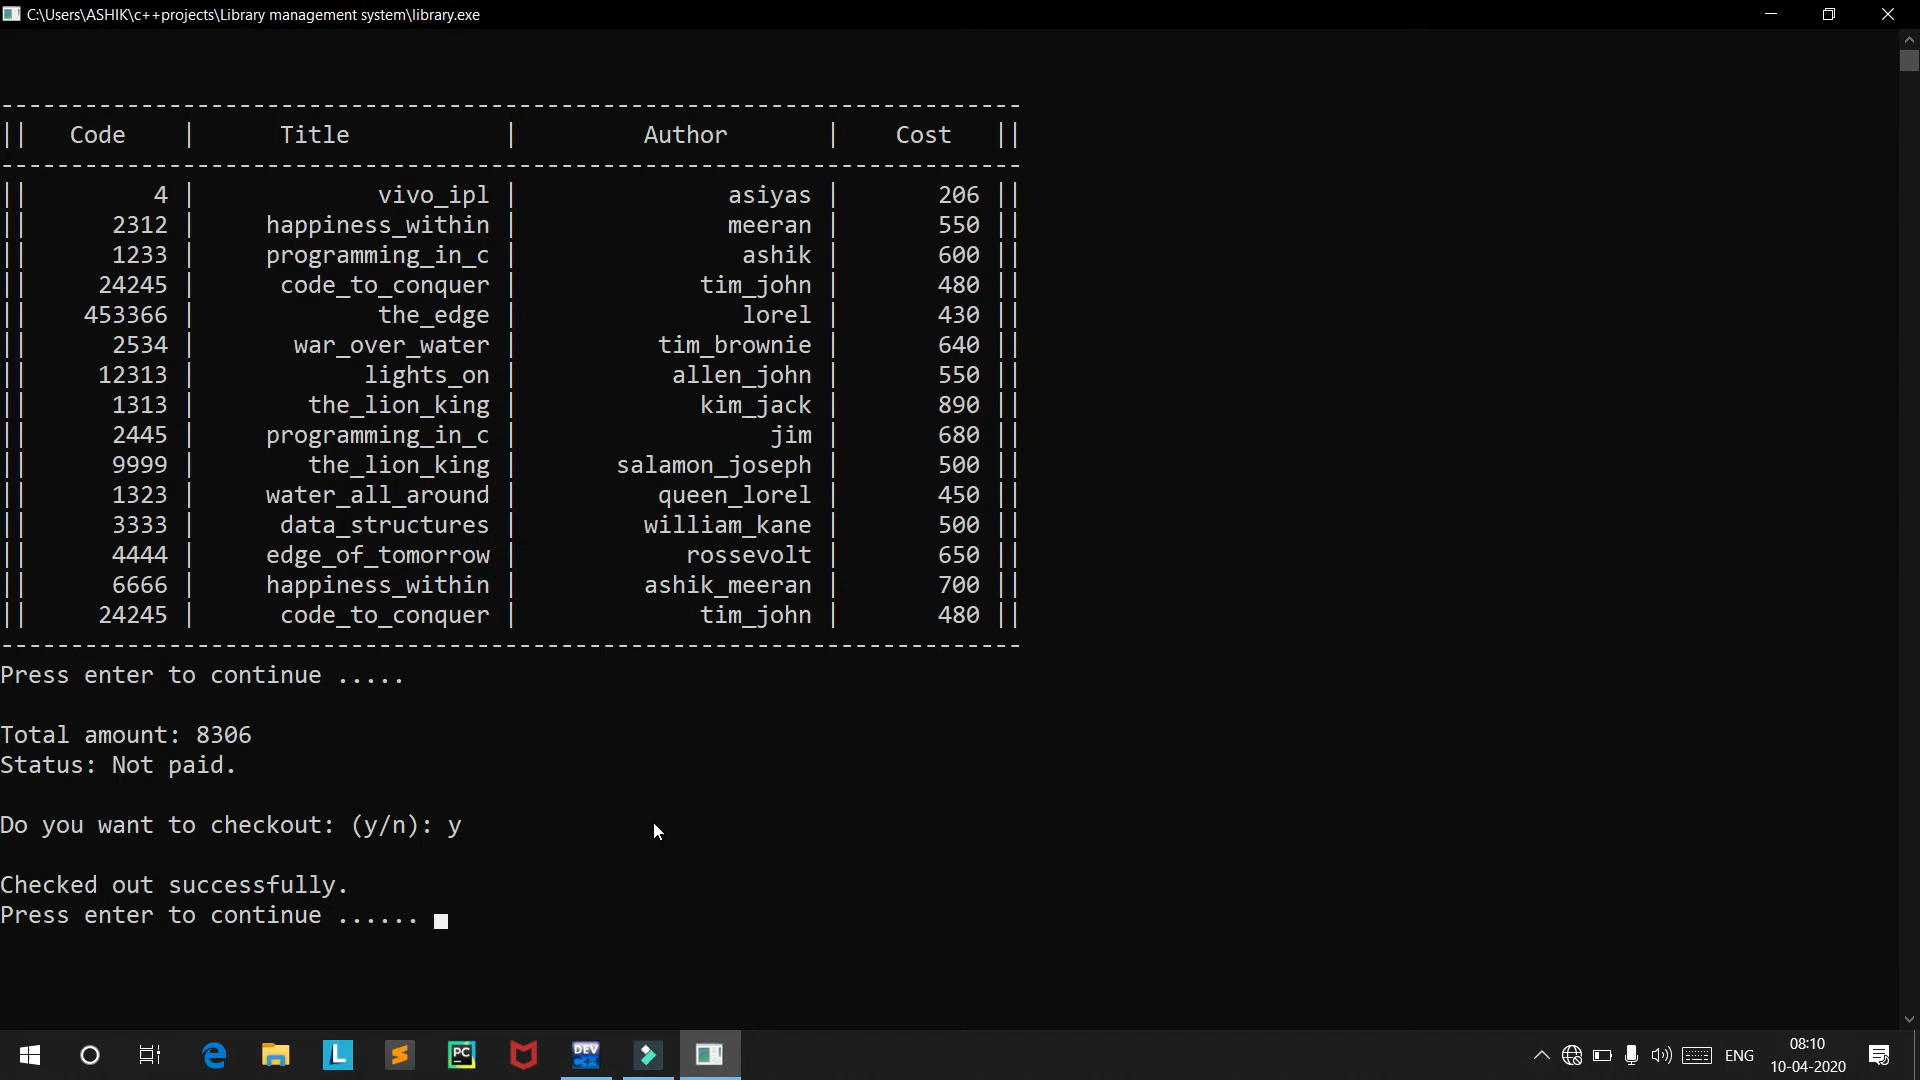 C:\Users\ASHIK\c++projects\Library management system\library.exe
--------------------------------------------------------------------------
|| Code | Title | Author | Cost ||
--------------------------------------------------------------------------
|| 4 | vivo_ipl | asiyas | 206 ||
|| 2312 | happiness_within | meeran | 550 ||
|| 1233 | programming_in_c | ashik | 600 ||
|| 24245 | code_to_conquer | tim_john | 480 ||
|| 453366 | the_edge | lorel | 430 ||
|| 2534 | war_over_water | tim_brownie | 640 ||
|| 12313 | lights_on | allen_john | 550 ||
|| 1313 | the_lion_king | kim_jack | 890 ||
|| 2445 | programming_in_c | jim | 680 ||
|| 9999 | the_lion_king | salamon_joseph | 500 ||
|| 1323 | water_all_around | queen_lorel | 450 ||
|| 3333 | data_structures | william_kane | 500 ||
|| 4444 | edge_of_tomorrow | rossevolt | 650 ||
|| 6666 | happiness_within | ashik_meeran | 700 ||
|| 24245 | code_to_conquer | tim_john | 480 ||
--------------------------------------------------------------------------
Press enter to continue .....
Total amount: 8306
Status: Not paid.
Do you want to checkout: (y/n): y
Checked out successfully.
Press enter to continue ......
L PC DEV C++ ENG
08:10
10-04-2020